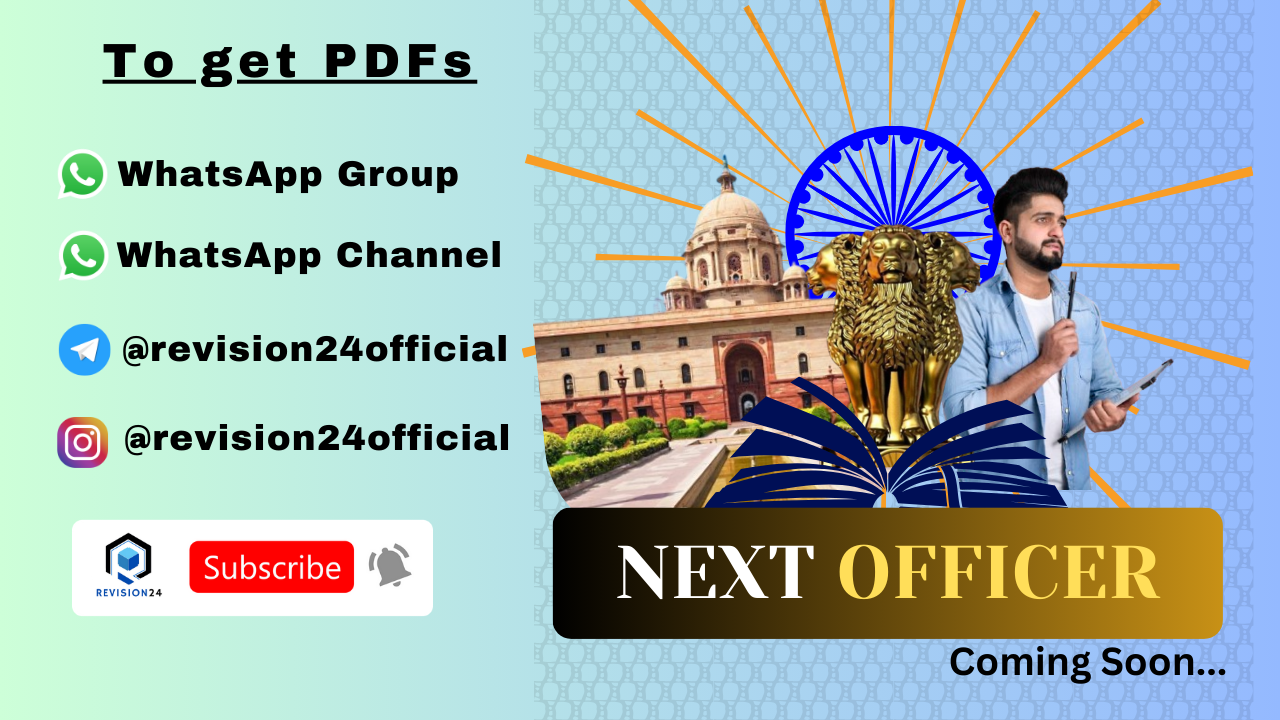 To get PDFs
WhatsApp Group
WhatsApp Channel
@revision24official
@revision24official
REVISION24
Subscribe
NEXT OFFICER
Coming Soon...